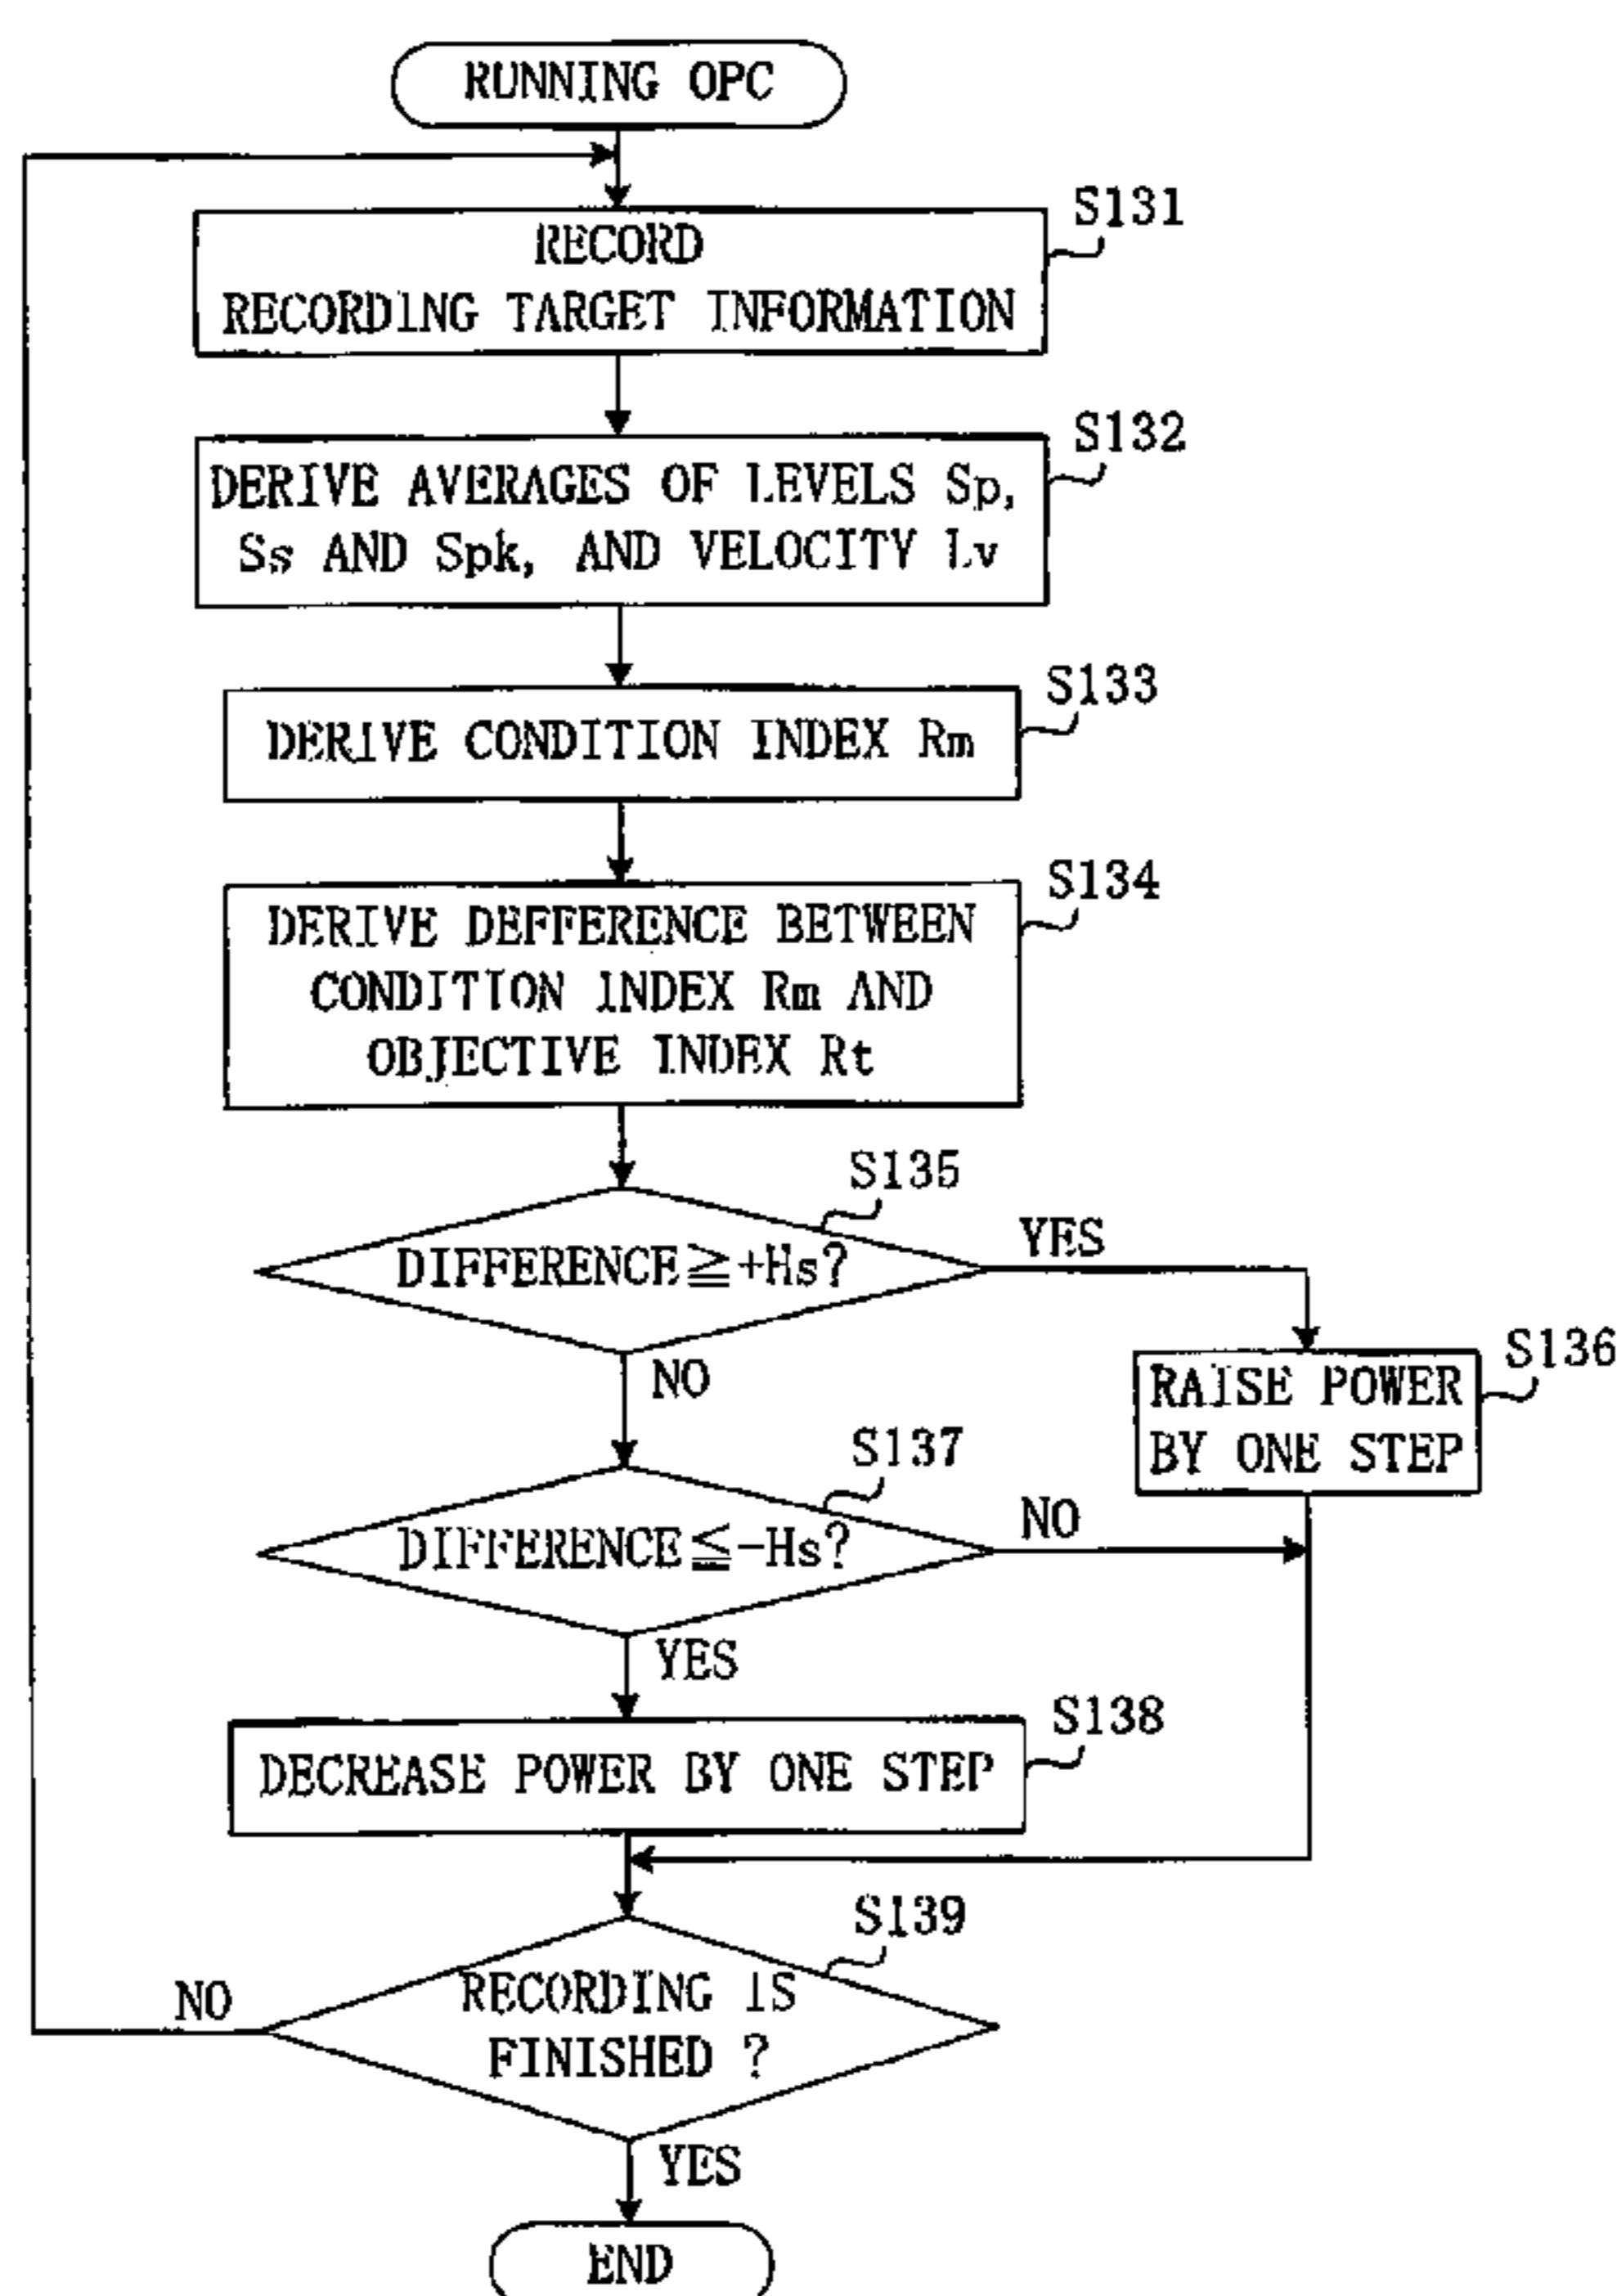 RUNNING OPC
S131
RECORD
RECORDING TARGET INFORMATION
S132
DERIVE AVERAGES OF LEVELS Sp,
Ss AND Spk, AND VELOCITY Lv
S133
DERIVE CONDITION INDEX Rm
S134
DERIVE DEFFERENCE BETWEEN
CONDITION INDEX Rm AND
OBJECTIVE INDEX Rt
S135
DIFFERENCE≧+Hs?
YES
NO
S136
RAISE POWER
BY ONE STEP
S137
DIFFERENCE≦-Hs?
NO
YES
S138
DECREASE POWER BY ONE STEP
S139
RECORDING IS
FINISHED ?
NO
YES
END